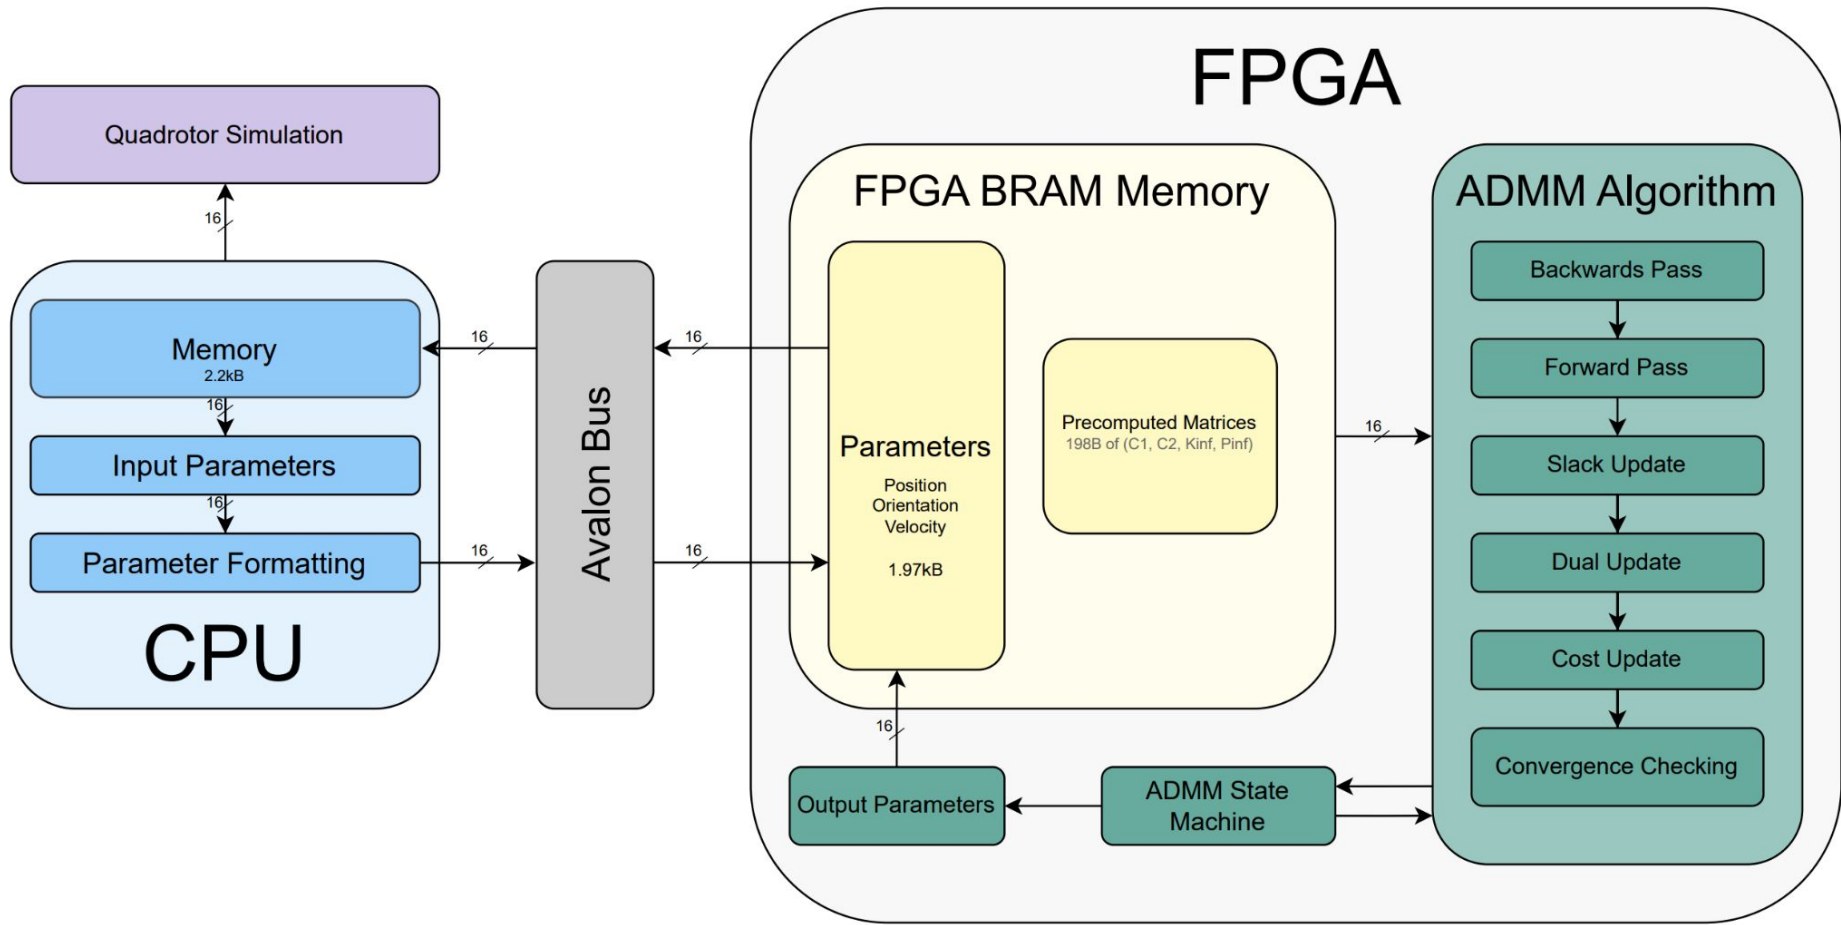 FPGA
Quadrotor Simulation
16
CPU
Memory
2.2kB
16
Input Parameters
16
Parameter Formatting
16
16
Avalon Bus
16
16
FPGA BRAM Memory
Parameters
Position
Orientation
Velocity
1.97kB
Precomputed Matrices
198B of (C1, C2, Kinf, Pinf)
16
16
Output Parameters
ADMM State
Machine
ADMM Algorithm
Backwards Pass
Forward Pass
Slack Update
Dual Update
Cost Update
Convergence Checking